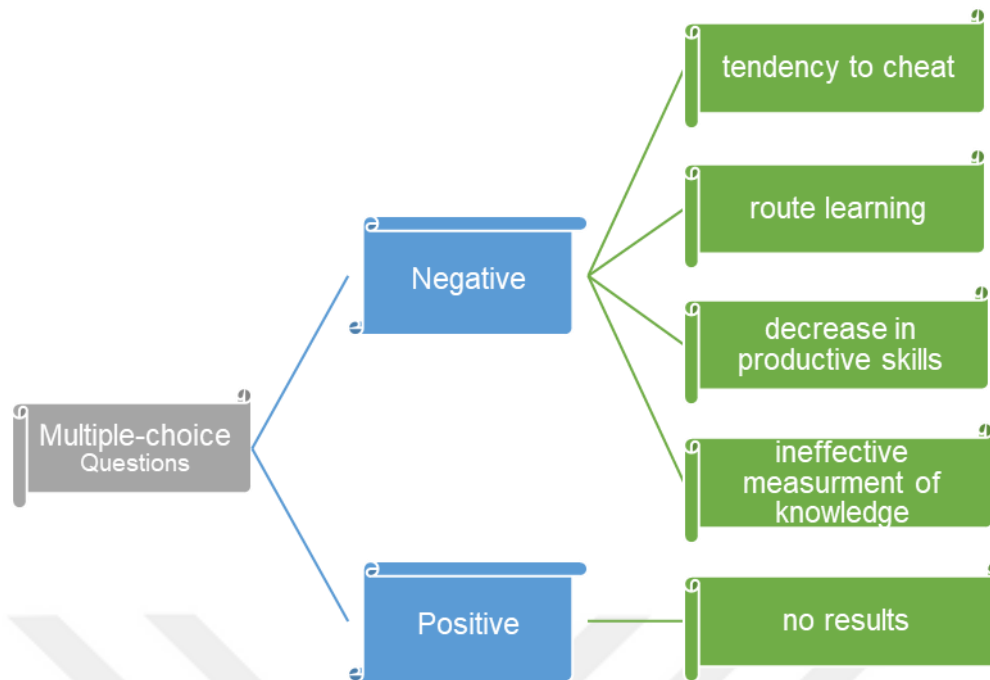 tendency to cheat
route learning
Negative
decrease in
productive skills
Multiple-choice
Questions
ineffective
measurment of
knowledge
Positive
no results